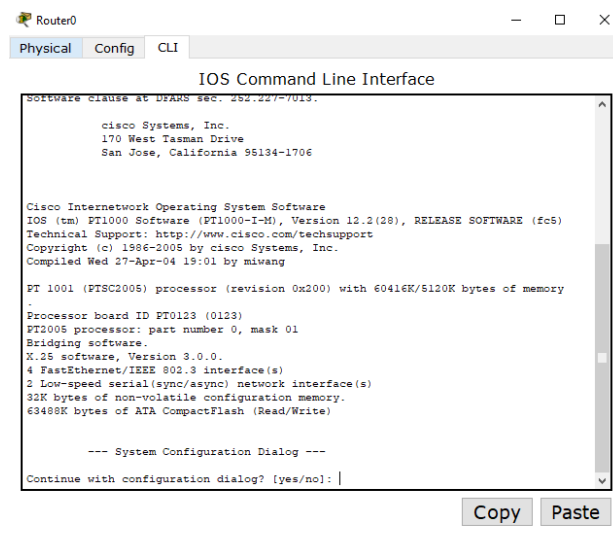 Router0
Physical Config CLI
IOS Command Line Interface
Software clause at DFARS sec. 252.227-7013.
cisco Systems, Inc.
170 West Tasman Drive
San Jose, California 95134-1706
Cisco Internetwork Operating System Software
IOS (tm) PT1000 Software (PT1000-I-M), Version 12.2(28), RELEASE SOFTWARE (fc5)
Technical Support: http://www.cisco.com/techsupport
Copyright (c) 1986-2005 by cisco Systems, Inc.
Compiled Wed 27-Apr-04 19:01 by miwang
PT 1001 (PTSC2005) processor (revision 0x200) with 60416K/5120K bytes of memory
.
Processor board ID PT0123 (0123)
PT2005 processor: part number 0, mask 01
Bridging software.
X.25 software, Version 3.0.0.
4 FastEthernet/IEEE 802.3 interface(s)
2 Low-speed serial(sync/async) network interface(s)
32K bytes of non-volatile configuration memory.
63488K bytes of ATA CompactFlash (Read/Write)
--- System Configuration Dialog ---
Continue with configuration dialog? [yes/no]:
Copy Paste